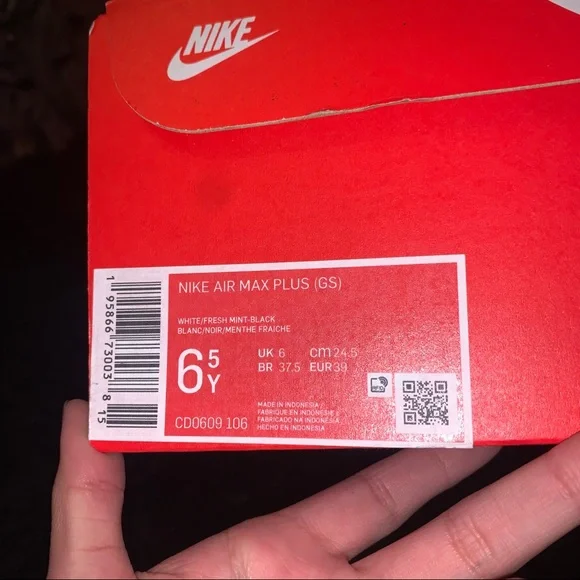 NIKE
NIKE AIR MAX PLUS (GS)
WHITE/FRESH MINT-BLACK
BLANC/NOIR/MENTHE FRAICHE
6 5 Y
UK 6 cm 24.5
BR 37.5 EUR 39
MADE IN INDONESIA /
FABRIQUE EN INDONESIE /
FABRICADO NA INDONESIA
HECHO EN INDONESIA
CD0609 106
1 95866 73003 8 15